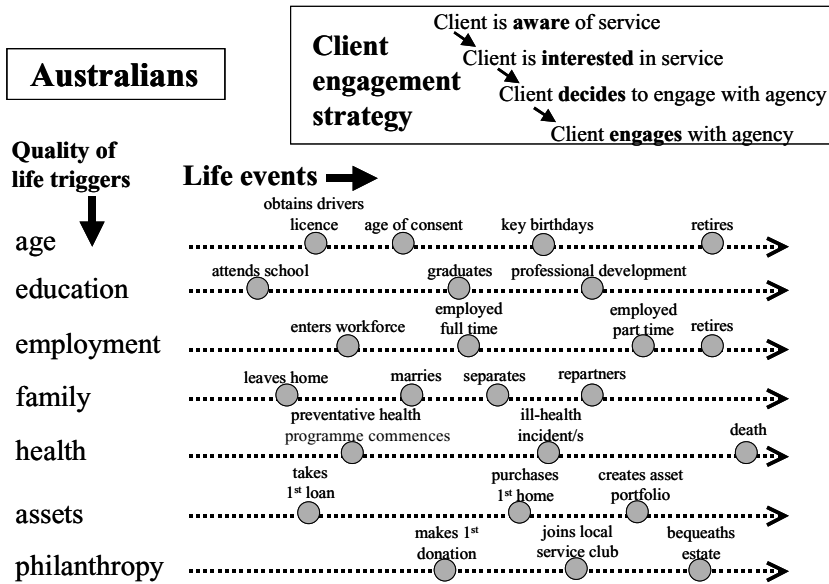 Australians
Client
engagement
strategy
Client is aware of service
Client is interested in service
Client decides to engage with agency
Client engages with agency
Quality of
life triggers
Life events
age
obtains drivers
licence
age of consent
key birthdays
retires
education
attends school
graduates
professional development
employment
enters workforce
employed
full time
employed
part time
retires
family
leaves home
marries
separates
repartners
health
preventative health
programme commences
ill-health
incident/s
death
assets
takes
1st loan
purchases
1st home
creates asset
portfolio
philanthropy
makes 1st
donation
joins local
service club
bequeaths
estate